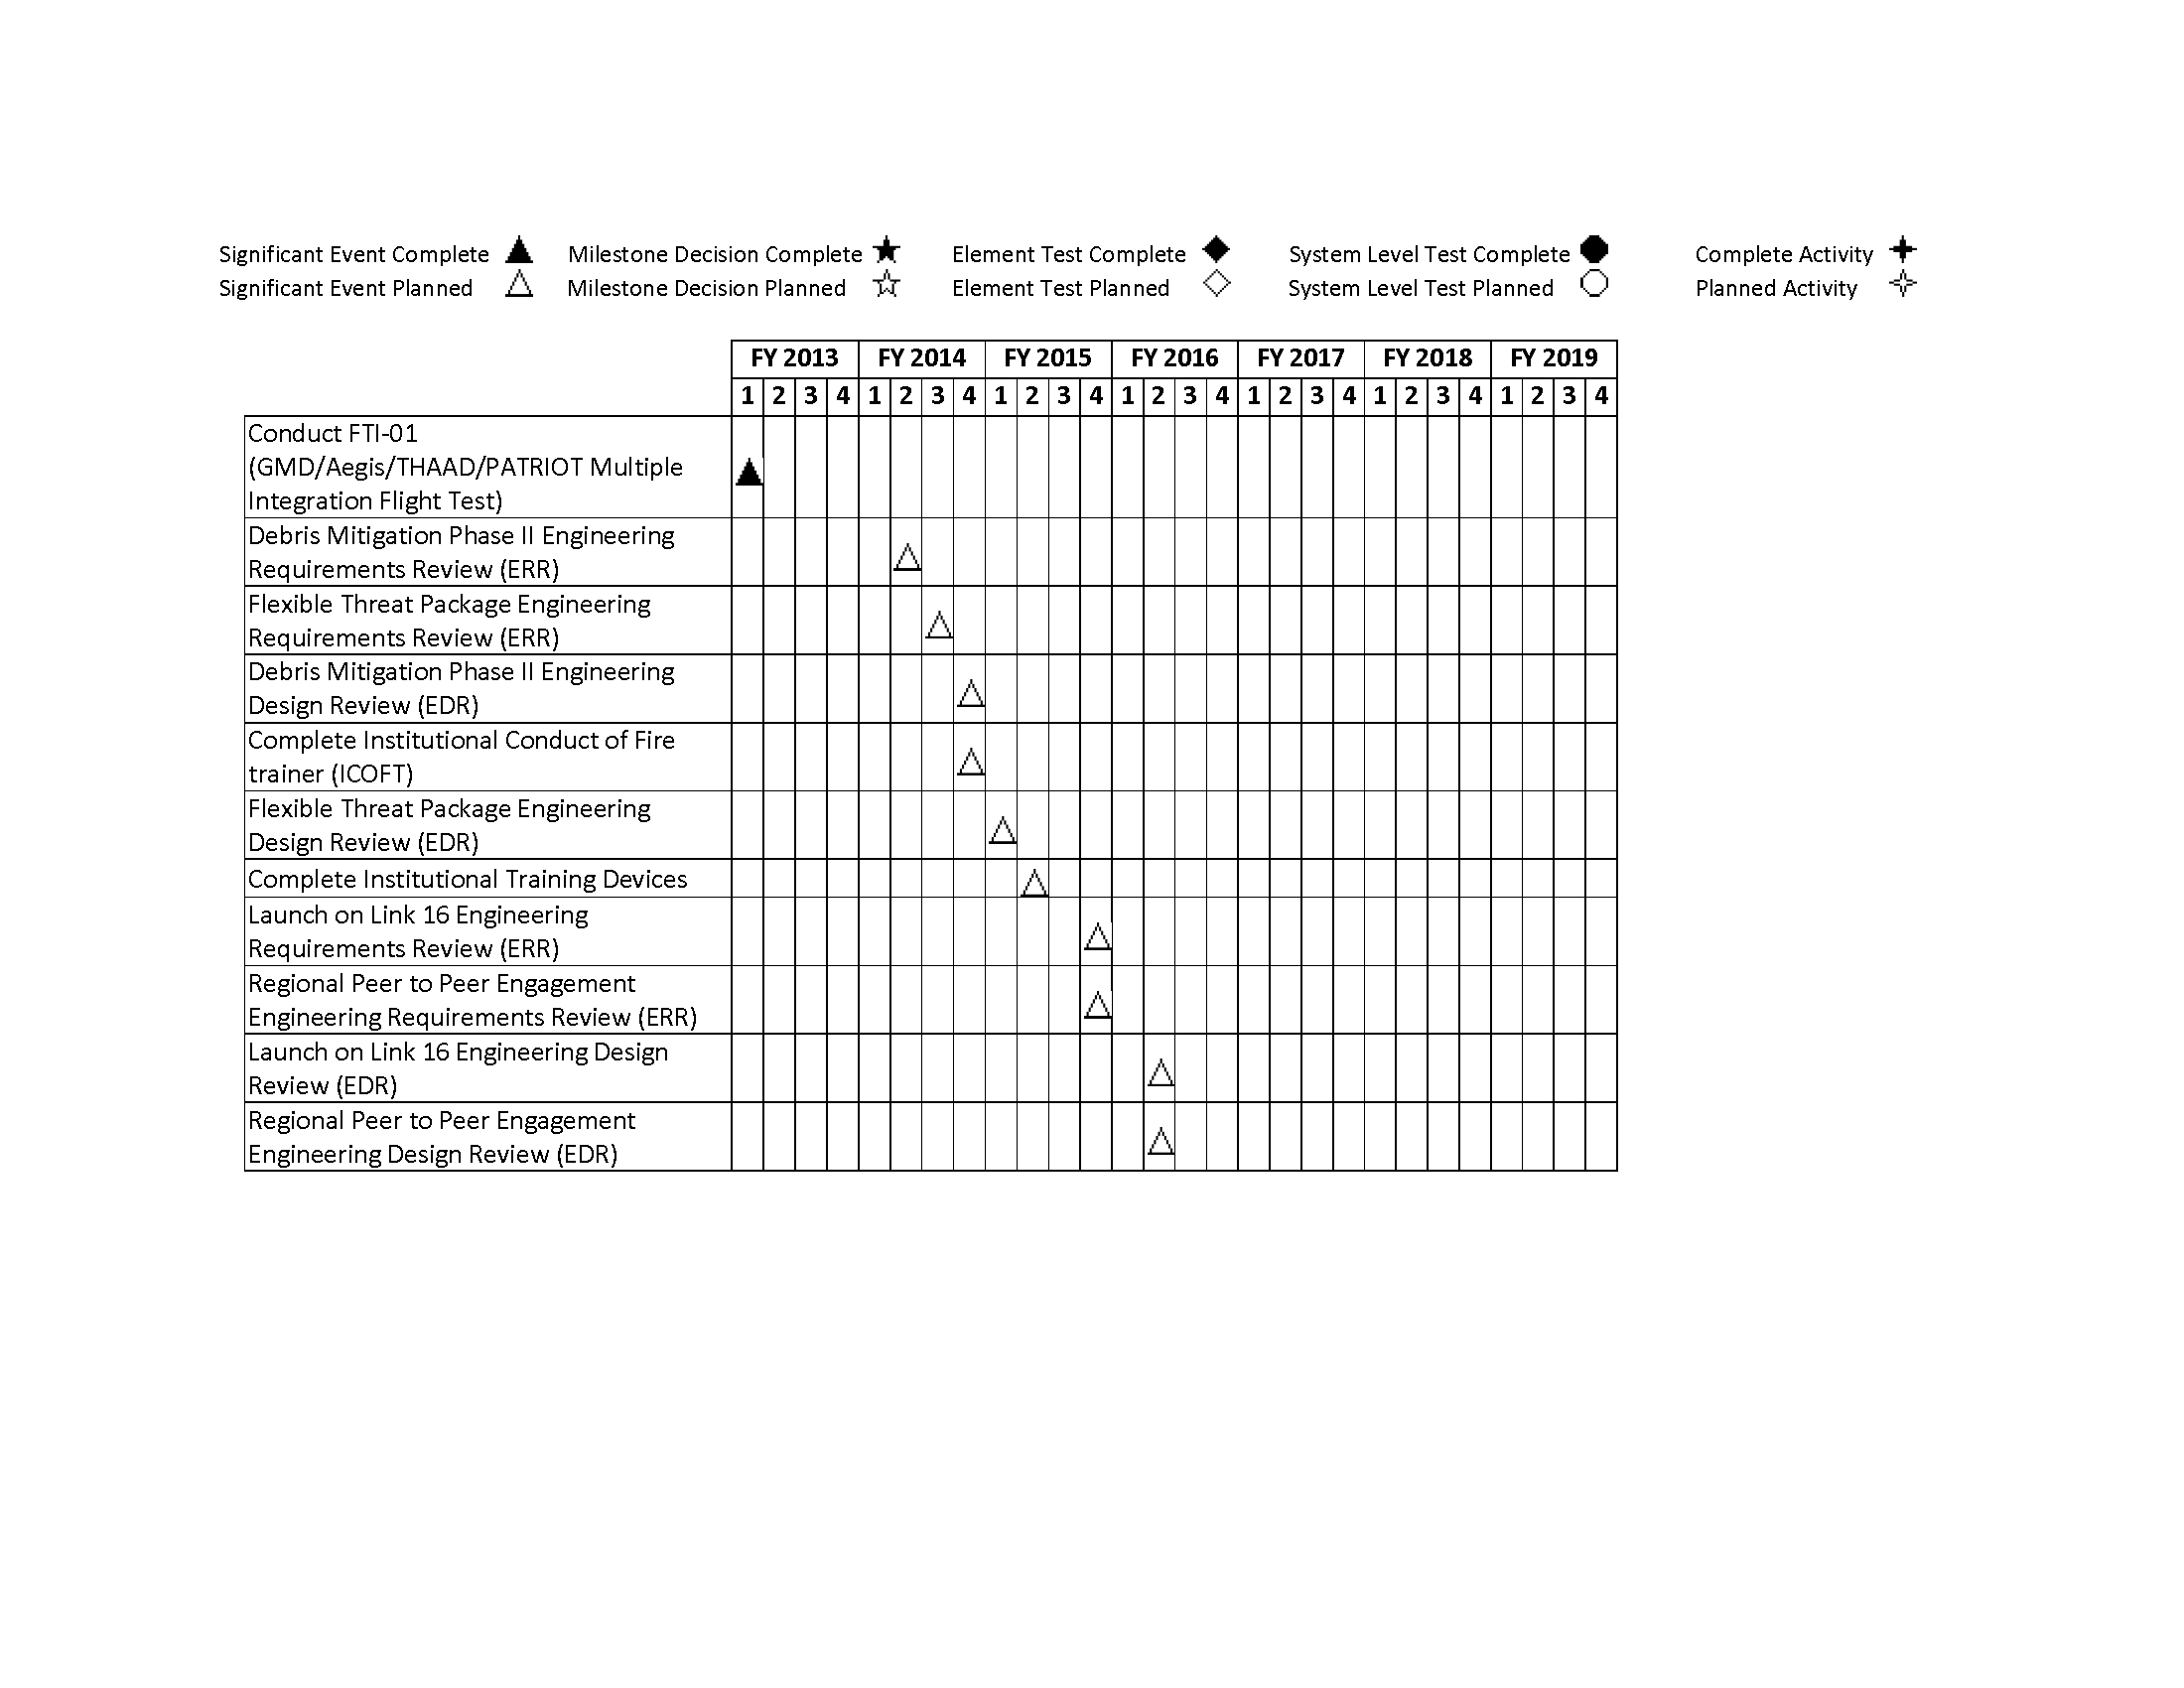 Significant Event Complete Milestone Decision Complete Element Test Complete System Level Test Complete Complete Activity
Significant Event Planned Milestone Decision Planned Element Test Planned System Level Test Planned Planned Activity
FY 2013 FY 2014 FY 2015 FY 2016 FY 2017 FY 2018 FY 2019
1 2 3 4 1 2 3 4 1 2 3 4 1 2 3 4 1 2 3 4 1 2 3 4 1 2 3 4
Conduct FTI-01
(GMD/Aegis/THAAD/PATRIOT Multiple
Integration Flight Test)
Debris Mitigation Phase II Engineering
Requirements Review (ERR)
Flexible Threat Package Engineering
Requirements Review (ERR)
Debris Mitigation Phase II Engineering
Design Review (EDR)
Complete Institutional Conduct of Fire
trainer (ICOFT)
Flexible Threat Package Engineering
Design Review (EDR)
Complete Institutional Training Devices
Launch on Link 16 Engineering
Requirements Review (ERR)
Regional Peer to Peer Engagement
Engineering Requirements Review (ERR)
Launch on Link 16 Engineering Design
Review (EDR)
Regional Peer to Peer Engagement
Engineering Design Review (EDR)